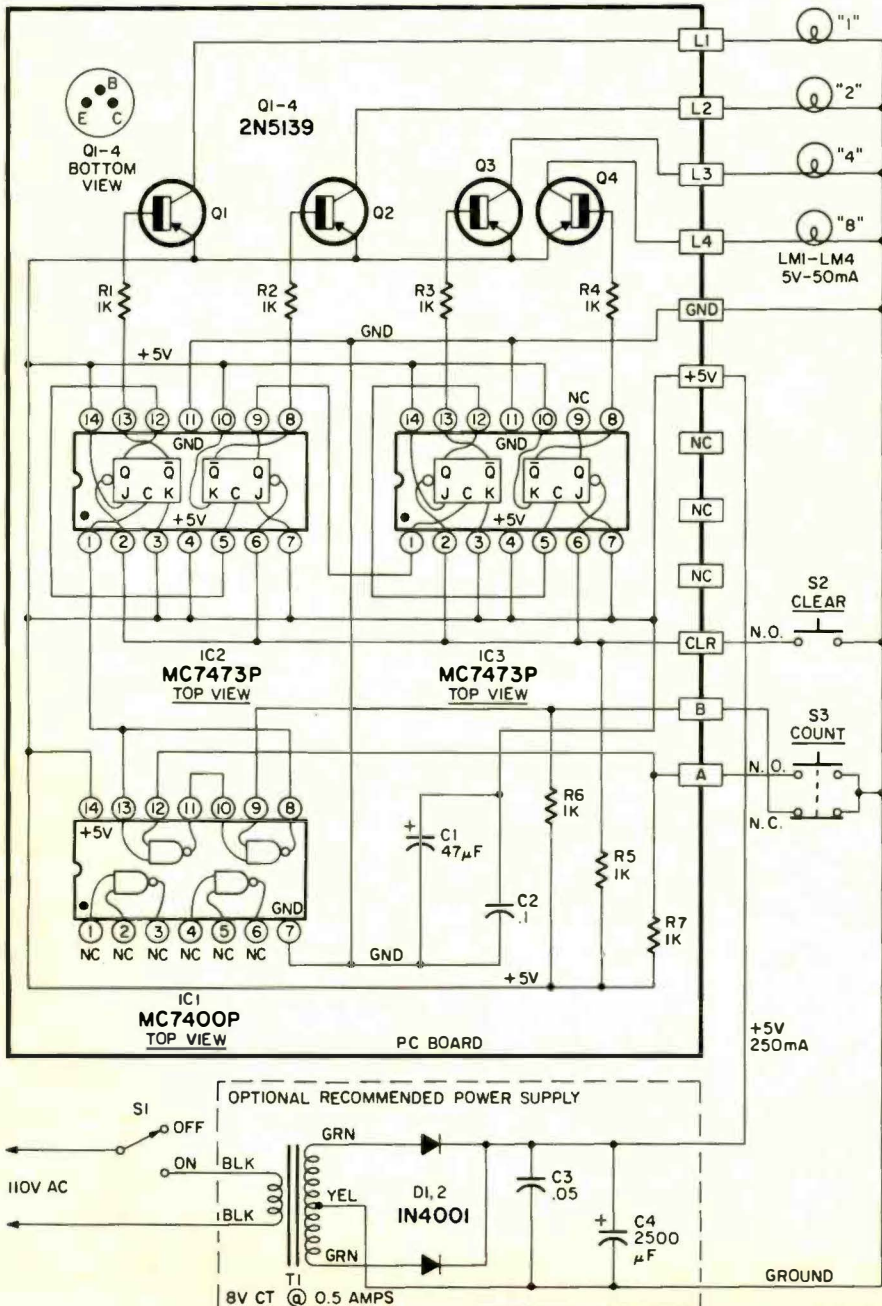 L1
"1"
B
E
C
Q1-4
BOTTOM
VIEW
Q1-4
2N5139
L2
"2"
Q3
Q4
L3
"4"
Q1
Q2
L4
"8"
LM1-LM4
5V-50mA
R1
1K
R2
1K
R3
1K
R4
1K
GND
GND
+5V
+5V
NC
14
13
12
11
10
9
8
GND
Q
Q̅
Q̅
Q
J
C
K
K
C
J
+5V
1
2
3
4
5
6
7
14
13
12
11
10
9
8
GND
Q
Q̅
Q̅
Q
J
C
K
K
C
J
+5V
1
2
3
4
5
6
7
NC
NC
NC
IC2
MC7473P
TOP VIEW
IC3
MC7473P
TOP VIEW
CLR
N.O.
S2
CLEAR
B
S3
COUNT
A
N.O.
N.C.
14
13
12
11
10
9
8
+5V
GND
1
2
3
4
5
6
7
NC
NC
NC
NC
NC
NC
+
C1
47µF
C2
.1
R6
1K
R5
1K
R7
1K
GND
+5V
IC1
MC7400P
TOP VIEW
PC BOARD
+5V
250mA
OPTIONAL RECOMMENDED POWER SUPPLY
S1
OFF
ON
110V AC
BLK
BLK
GRN
YEL
GRN
D1,2
1N4001
C3
.05
+
C4
2500
µF
T1
8V CT @ 0.5 AMPS
GROUND